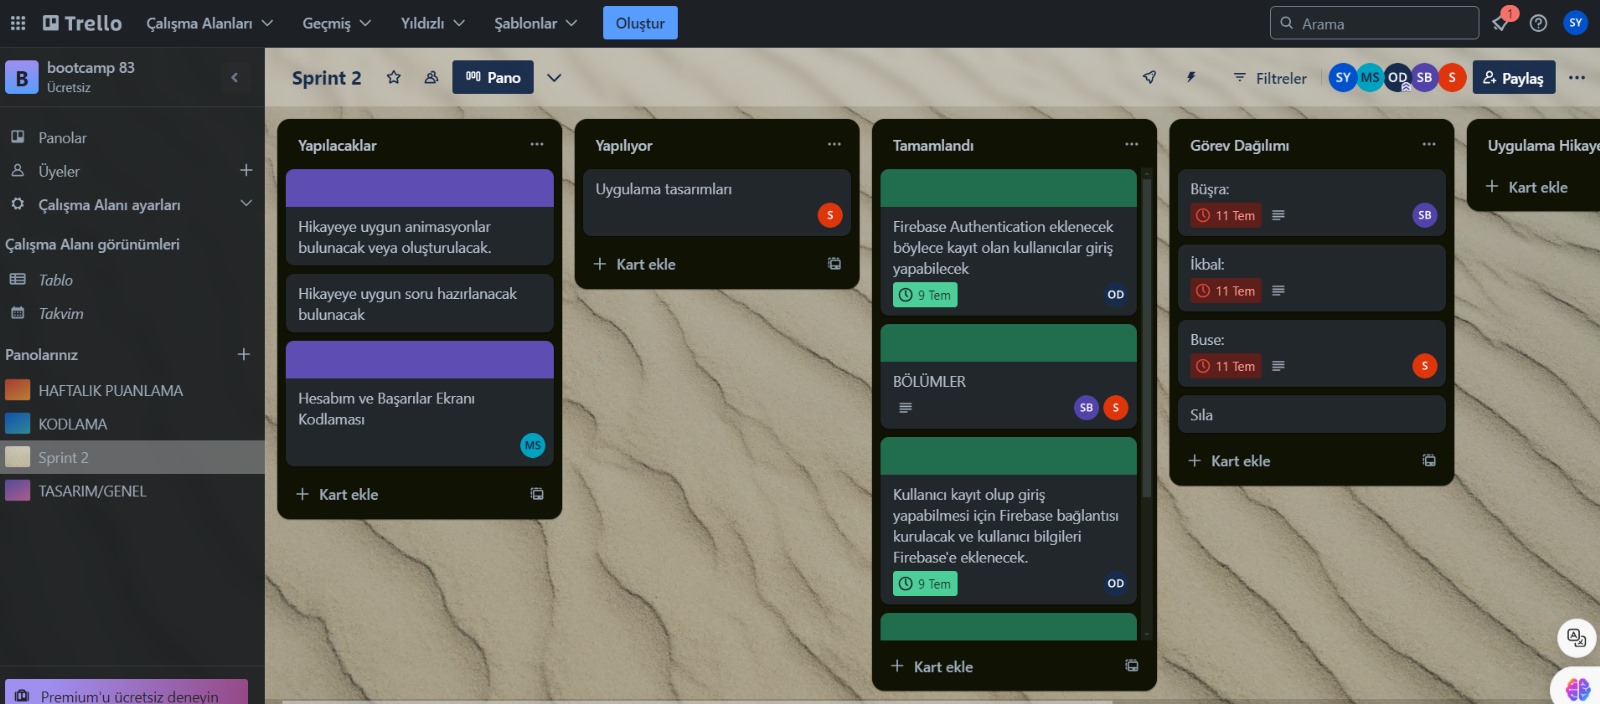 Trello
Çalışma Alanları
Geçmiş
Yıldızlı
Şablonlar
Oluştur
Arama
1
SY
B
bootcamp 83
Ücretsiz
Panolar
Üyeler
Çalışma Alanı ayarları
Çalışma Alanı görünümleri
Tablo
Takvim
Panolarınız
HAFTALIK PUANLAMA
KODLAMA
Sprint 2
TASARIM/GENEL
Premium'u ücretsiz deneyin
Sprint 2
Pano
Filtreler
SY
MS
OD
SB
S
Paylaş
Yapılacaklar
Hikayeye uygun animasyonlar
bulunacak veya oluşturulacak.
Hikayeye uygun soru hazırlanacak
bulunacak
Hesabım ve Başarılar Ekranı
Kodlaması
MS
Kart ekle
Yapılıyor
Uygulama tasarımları
S
Kart ekle
Tamamlandı
Firebase Authentication eklenecek
böylece kayıt olan kullanıcılar giriş
yapabilecek
9 Tem
OD
BÖLÜMLER
SB
S
Kullanıcı kayıt olup giriş
yapabilmesi için Firebase bağlantısı
kurulacak ve kullanıcı bilgileri
Firebase'e eklenecek.
9 Tem
OD
Kart ekle
Görev Dağılımı
Büşra:
11 Tem
SB
İkbal:
11 Tem
Buse:
11 Tem
S
Sıla
Kart ekle
Uygulama Hikaye
Kart ekle